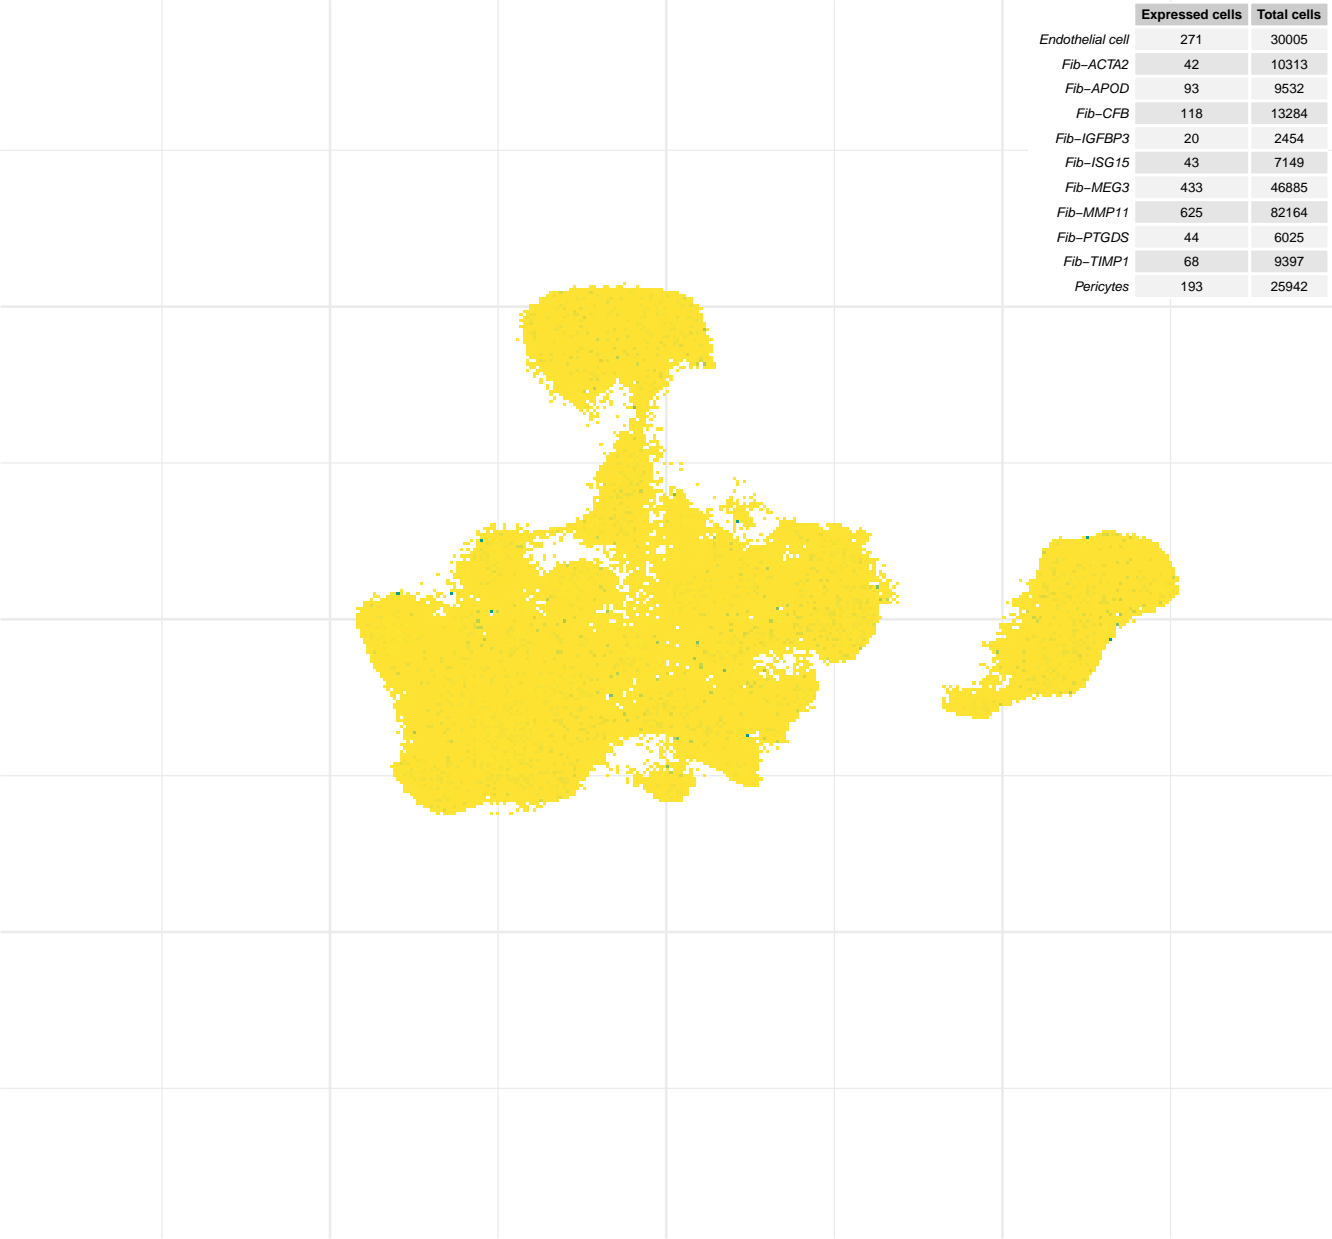 Expressed cells Total cells
Endothelial cell 271 30005
Fib−ACTA2 42 10313
Fib−APOD 93 9532
Fib−CFB 118 13284
Fib−IGFBP3 20 2454
Fib−ISG15 43 7149
Fib−MEG3 433 46885
Fib−MMP11 625 82164
Fib−PTGDS 44 6025
Fib−TIMP1 68 9397
Pericytes 193 25942